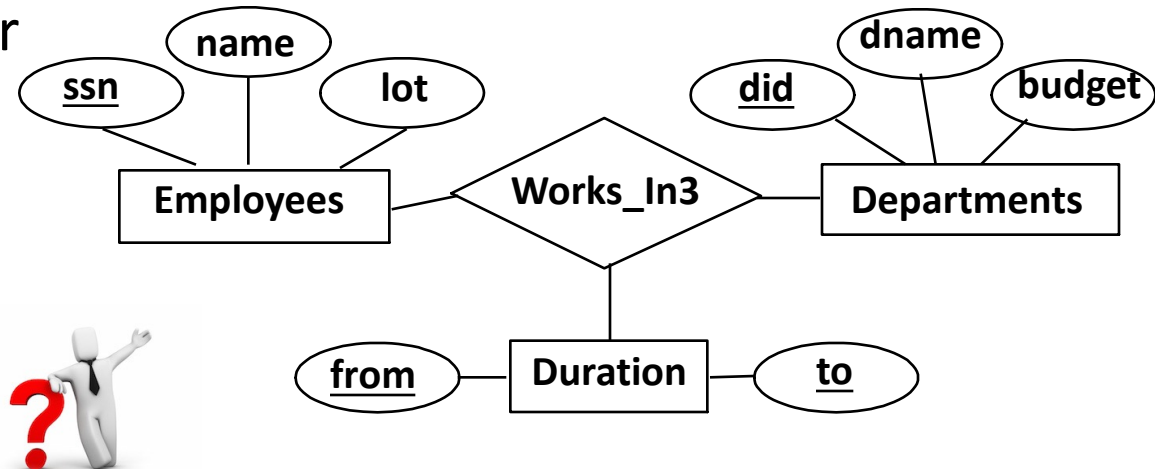 r
name
dname
ssn
lot
did
budget
Employees
Works_In3
Departments
from
Duration
to
?